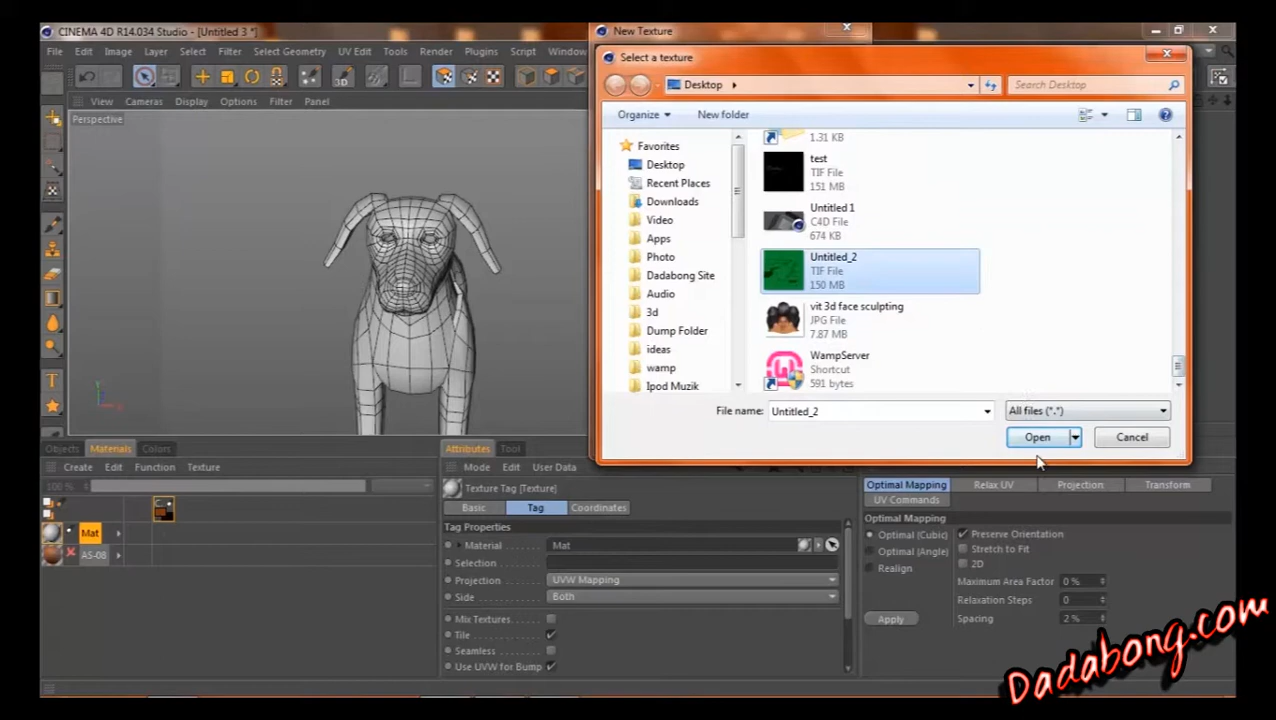 CINEMA 4D R14.034 Studio - [Untitled 3 *]
New Texture
File Edit Image Layer Select Filter Select Geometry UV Edit Tools Render Plugins Script Window
Select a texture
Desktop
Search Desktop
3D
View Cameras Display Options Filter Panel
Organize
New folder
Perspective
Favorites
Desktop
Recent Places
Downloads
Video
Apps
Photo
Dadabong Site
Audio
3d
Dump Folder
ideas
wamp
Ipod Muzik
1.31 KB
test
TIF File
151 MB
Untitled 1
C4D File
674 KB
Untitled_2
TIF File
150 MB
vit 3d face sculpting
JPG File
7.87 MB
WampServer
Shortcut
591 bytes
File name: Untitled_2
All files (*.*)
Open
Cancel
Objects Materials Colors
Attributes Tool
Create Edit Function Texture
Mode Edit User Data
100 %
Texture Tag [Texture]
Basic Tag Coordinates
Tag Properties
Material Mat
Selection
Projection UVW Mapping
Side Both
Mix Textures
Tile
Seamless
Use UVW for Bump
Mat
AS-08
Optimal Mapping Relax UV Projection Transform
UV Commands
Optimal Mapping
Optimal (Cubic) Preserve Orientation
Optimal (Angle) Stretch to Fit
Realign 2D
Maximum Area Factor 0 %
Relaxation Steps 0
Apply Spacing 2 %
Dadabong.com